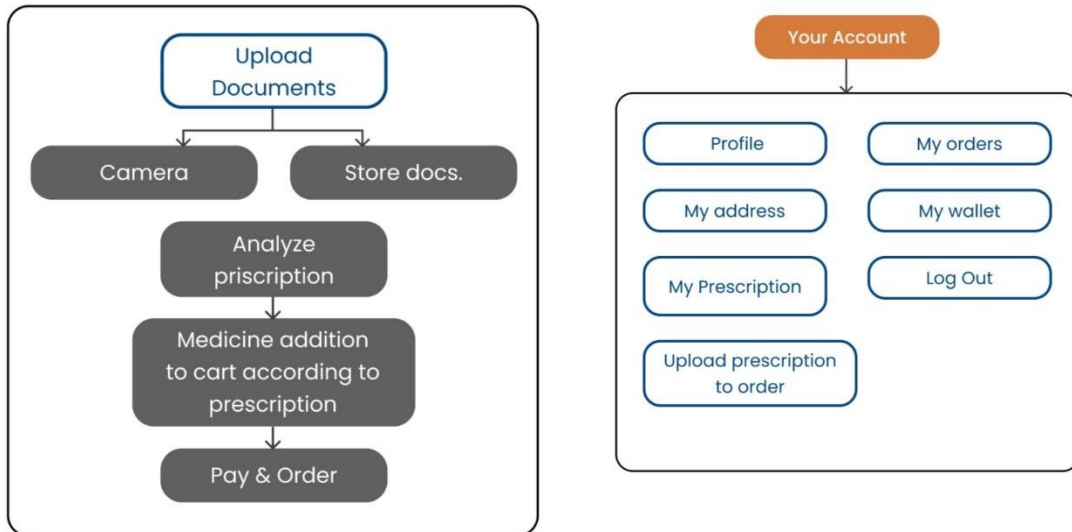 Upload
Documents
Camera
Store docs.
Analyze
priscription
Medicine addition
to cart according to
prescription
Pay & Order
Your Account
Profile
My orders
My address
My wallet
My Prescription
Log Out
Upload prescription
to order